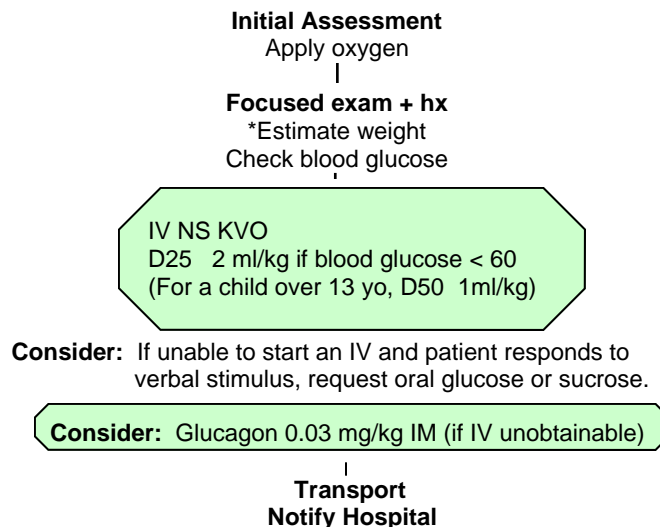 Initial Assessment
Apply oxygen
Focused exam + hx
*Estimate weight
Check blood glucose
IV NS KVO
D25   2 ml/kg if blood glucose < 60
(For a child over 13 yo, D50  1ml/kg)
Consider:  If unable to start an IV and patient responds to
verbal stimulus, request oral glucose or sucrose.
Consider:  Glucagon 0.03 mg/kg IM (if IV unobtainable)
Transport
Notify Hospital